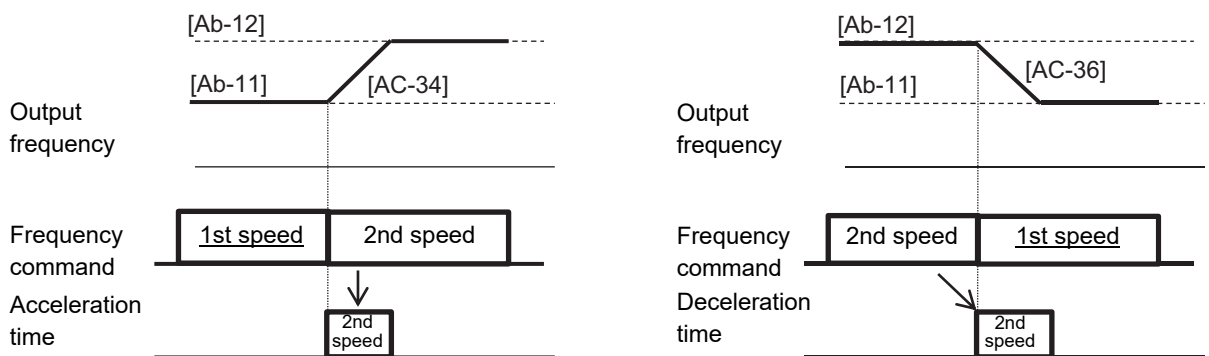 [Ab-12]
[Ab-11]
[AC-34]
Output
frequency
1st speed
2nd speed
Frequency
command
Acceleration
time
2nd
speed
[Ab-12]
[Ab-11]
[AC-36]
Output
frequency
2nd speed
1st speed
Frequency
command
Deceleration
time
2nd
speed